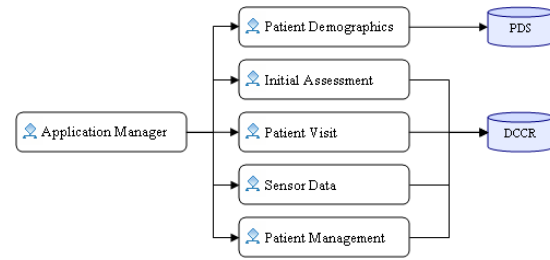 Patient Demographics
PDS
Initial Assessment
Application Manager
Patient Visit
DCCR
Sensor Data
Patient Management